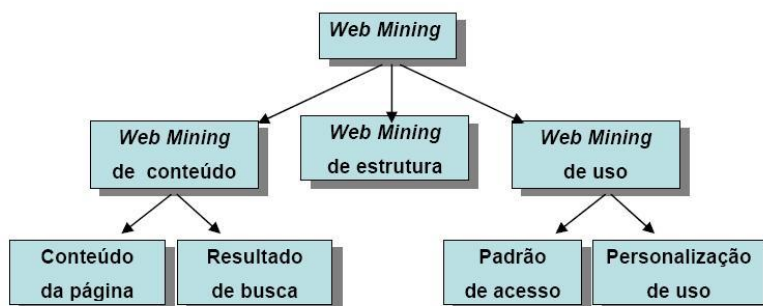 Web Mining
Web Mining
de conteúdo
Web Mining
de estrutura
Web Mining
de uso
Conteúdo
da página
Resultado
de busca
Padrão
de acesso
Personalização
de uso